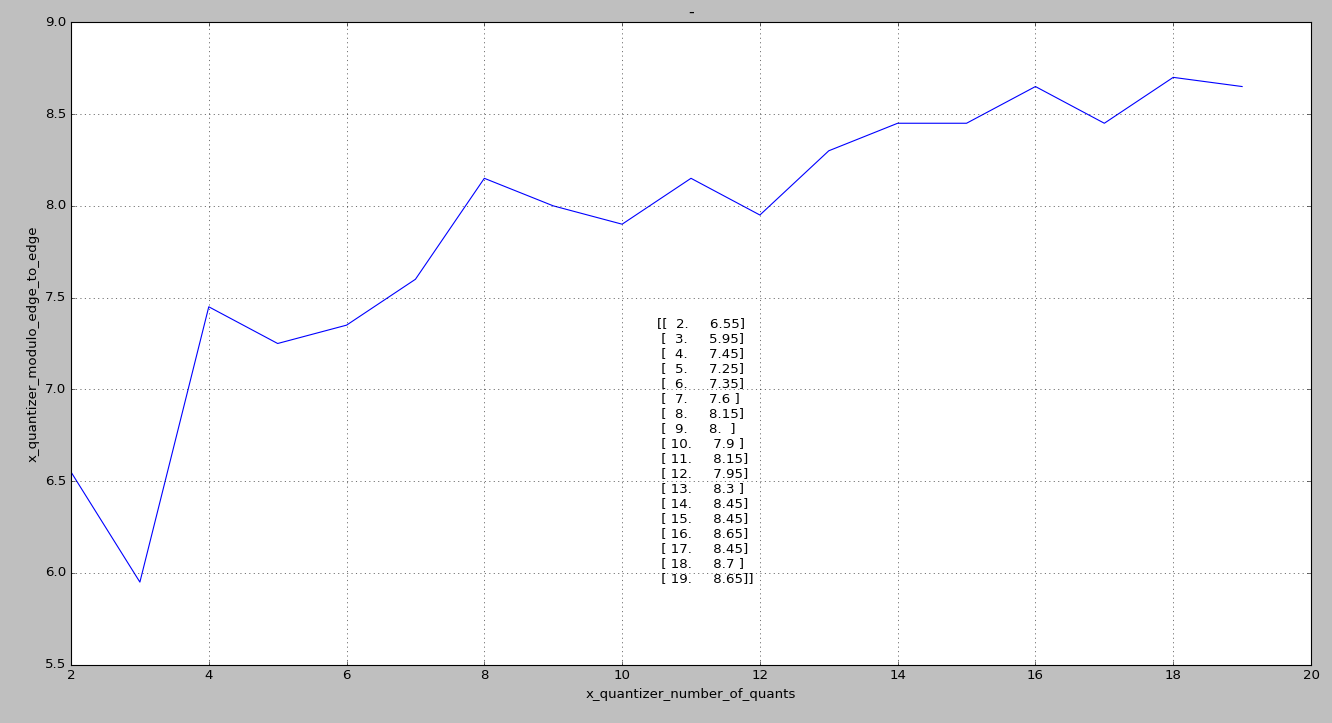 -
9.0
8.5
8.0
7.5
7.0
6.5
6.0
5.5
x_quantizer_modulo_edge_to_edge
[[  2.     6.55]
[  3.     5.95]
[  4.     7.45]
[  5.     7.25]
[  6.     7.35]
[  7.     7.6 ]
[  8.     8.15]
[  9.     8.  ]
[ 10.     7.9 ]
[ 11.     8.15]
[ 12.     7.95]
[ 13.     8.3 ]
[ 14.     8.45]
[ 15.     8.45]
[ 16.     8.65]
[ 17.     8.45]
[ 18.     8.7 ]
[ 19.     8.65]]
2 4 6 8 10 12 14 16 18 20
x_quantizer_number_of_quants